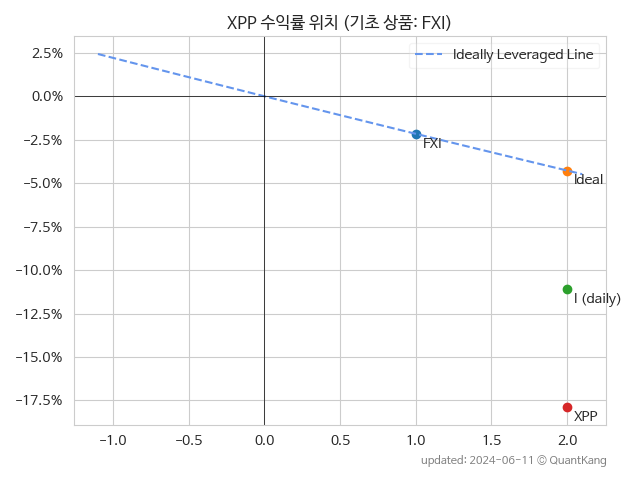 XPP 수익률 위치 (기초 상품: FXI)
Ideally Leveraged Line
2.5%
0.0%
−2.5%
−5.0%
−7.5%
−10.0%
−12.5%
−15.0%
−17.5%
FXI
Ideal
I (daily)
XPP
−1.0 −0.5 0.0 0.5 1.0 1.5 2.0
updated: 2024-06-11 © QuantKang